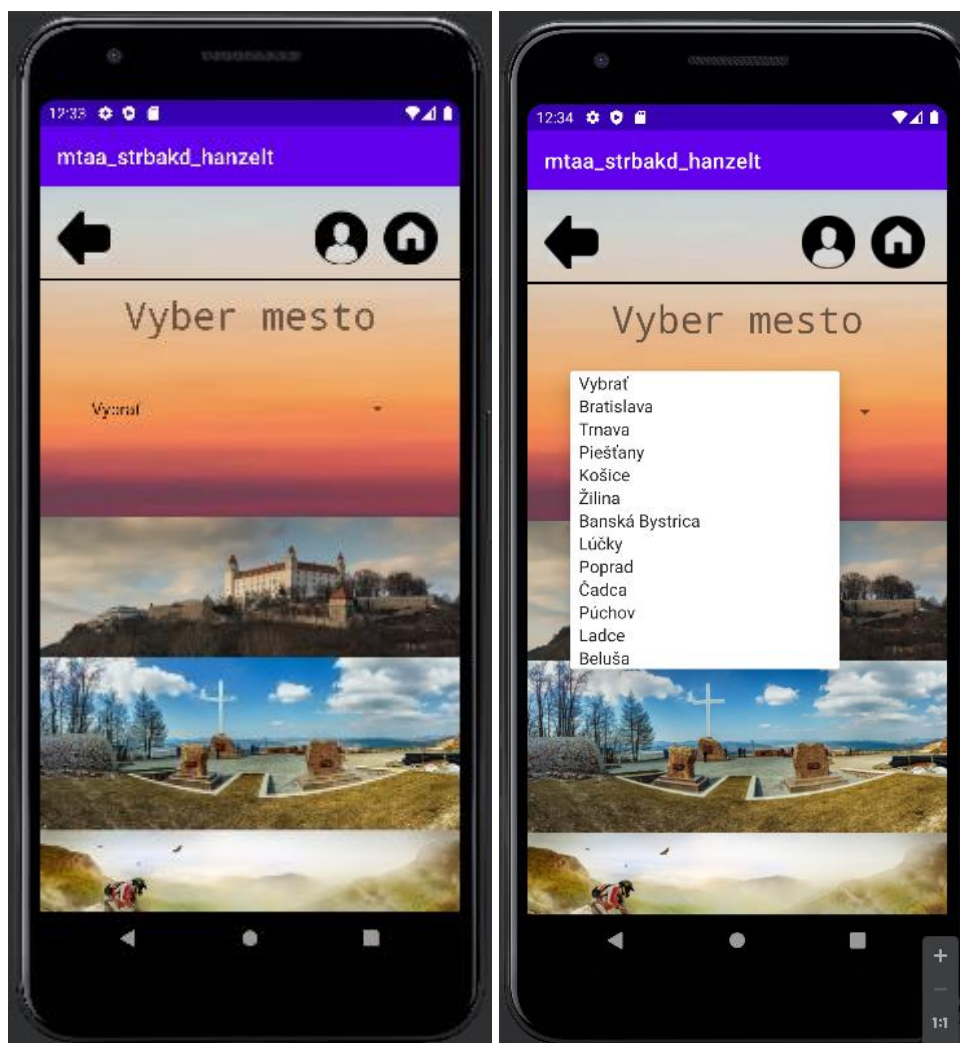 12:33
mtaa_strbakd_hanzelt
Vyber mesto
Vybrať
12:34
mtaa_strbakd_hanzelt
Vyber mesto
Vybrať
Bratislava
Trnava
Piešťany
Košice
Žilina
Banská Bystrica
Lúčky
Poprad
Čadca
Púchov
Ladce
Beluša
1:1